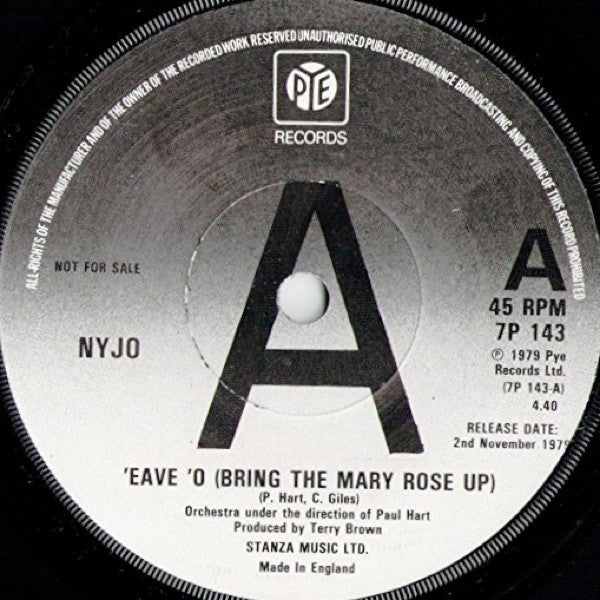 ALL RIGHTS OF THE MANUFACTURER AND OF THE OWNER OF THE RECORDED WORK RESERVED UNAUTHORISED PUBLIC PERFORMANCE BROADCASTING AND COPYING OF THIS RECORD PROHIBITED
PYE
RECORDS
A
A
NOT FOR SALE
45 RPM
7P 143
NYJO
℗ 1979 Pye
Records Ltd.
(7P 143-A)
4.40
RELEASE DATE:
2nd November 1979
'EAVE 'O (BRING THE MARY ROSE UP)
(P. Hart, C. Giles)
Orchestra under the direction of Paul Hart
Produced by Terry Brown
STANZA MUSIC LTD.
Made In England